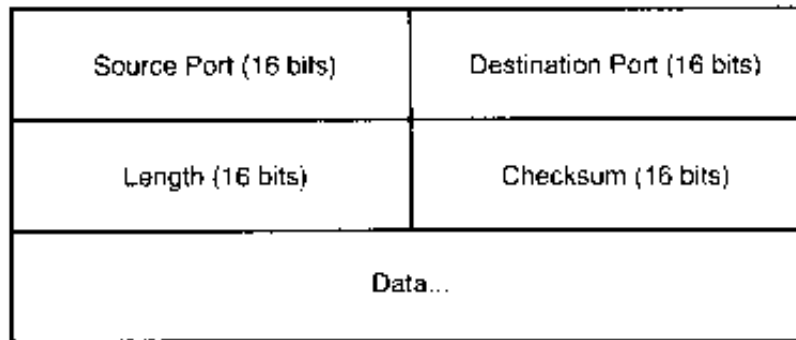 Source Port (16 bits)
Destination Port (16 bits)
Length (16 bits)
Checksum (16 bits)
Data...